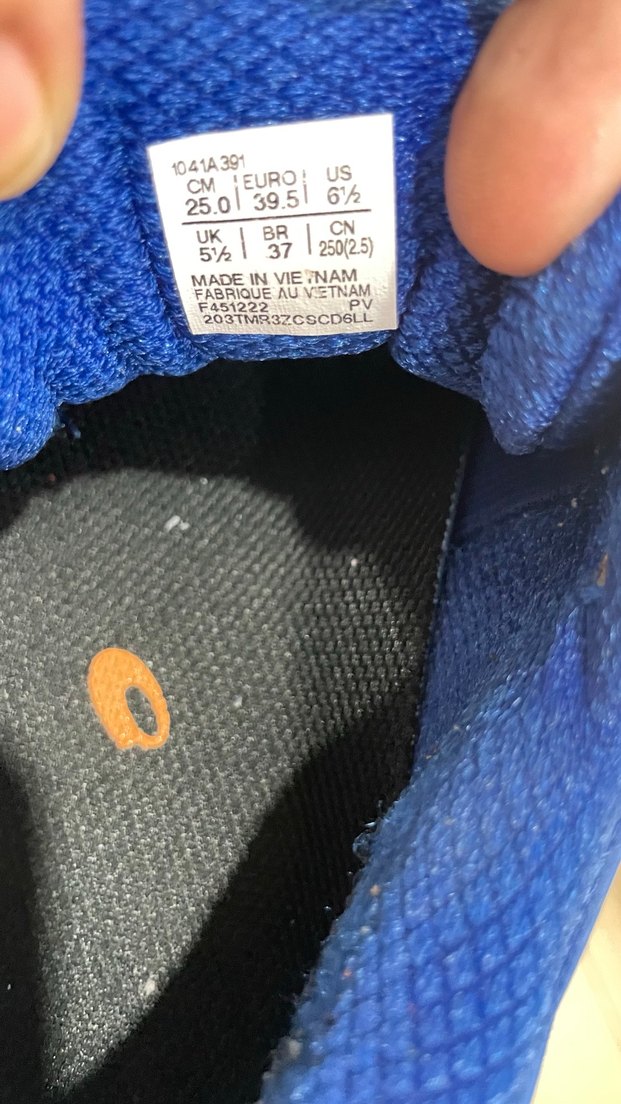 1041A391
CM EURO US
25.0 39.5 6½
UK BR CN
5½ 37 250(2.5)
MADE IN VIETNAM
FABRIQUE AU VIETNAM
F451222 PV
203TMR3ZCSCD6LL